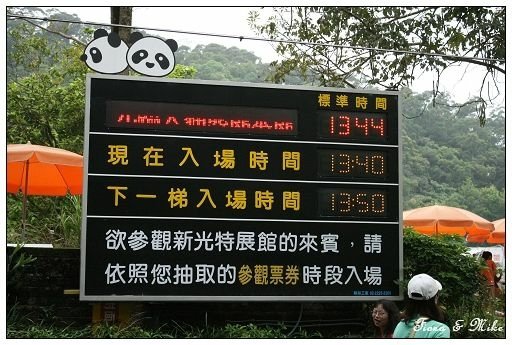 標準時間
13:44
現在入場時間 13:40
下一梯入場時間 13:50
欲參觀新光特展館的來賓，請
依照您抽取的參觀票券時段入場
Fiona & Mike